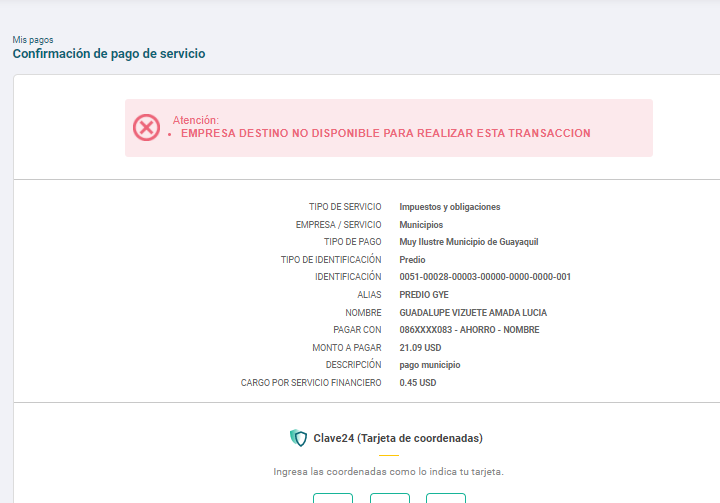 Mis pagos
Confirmación de pago de servicio
Atención:
• EMPRESA DESTINO NO DISPONIBLE PARA REALIZAR ESTA TRANSACCION
TIPO DE SERVICIO Impuestos y obligaciones
EMPRESA / SERVICIO Municipios
TIPO DE PAGO Muy Ilustre Municipio de Guayaquil
TIPO DE IDENTIFICACIÓN Predio
IDENTIFICACIÓN 0051-00028-00003-00000-0000-0000-001
ALIAS PREDIO GYE
NOMBRE GUADALUPE VIZUETE AMADA LUCIA
PAGAR CON 086XXXX083 - AHORRO - NOMBRE
MONTO A PAGAR 21.09 USD
DESCRIPCIÓN pago municipio
CARGO POR SERVICIO FINANCIERO 0.45 USD
Clave24 (Tarjeta de coordenadas)
Ingresa las coordenadas como lo indica tu tarjeta.